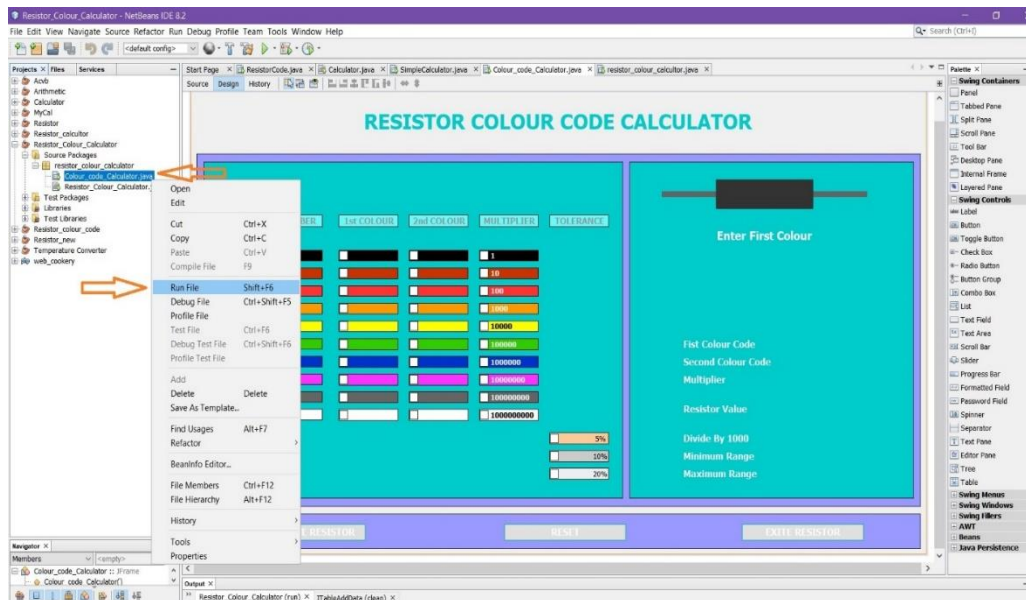 Resistor_Colour_Calculator - NetBeans IDE 8.2
File Edit View Navigate Source Refactor Run Debug Profile Team Tools Window Help
Search (Ctrl+I)
<default config>
Projects × Files Services
Acvb
Arithmetic
Calculator
MyCal
Resistor
Resistor_calcultor
Resistor_Colour_Calculator
Source Packages
resistor_colour_calculator
Colour_code_Calculator.java
Resistor_Colour_Calculator.
Test Packages
Libraries
Test Libraries
Resistor_colour_code
Resistor_new
Temperature Converter
web_cookery
Open
Edit
Cut Ctrl+X
Copy Ctrl+C
Paste Ctrl+V
Compile File F9
Run File Shift+F6
Debug File Ctrl+Shift+F5
Profile File
Test File Ctrl+F6
Debug Test File Ctrl+Shift+F6
Profile Test File
Add
Delete Delete
Save As Template...
Find Usages Alt+F7
Refactor
BeanInfo Editor...
File Members Ctrl+F12
File Hierarchy Alt+F12
History
Tools
Properties
Navigator ×
Members <empty>
Colour_code_Calculator :: JFrame
Colour_code_Calculator()
Start Page × ResistorCode.java × Calculator.java × SimpleCalculator.java × Colour_code_Calculator.java × resistor_colour_calcultor.java ×
Source Design History
RESISTOR COLOUR CODE CALCULATOR
BER 1st COLOUR 2nd COLOUR MULTIPLIER TOLERANCE
1
10
100
1000
10000
100000
1000000
10000000
100000000
1000000000
5%
10%
20%
Enter First Colour
Fist Colour Code
Second Colour Code
Multiplier
Resistor Value
Divide By 1000
Minimum Range
Maximum Range
E RESISTOR RESET EXITE RESISTOR
Output ×
Resistor_Colour_Calculator (run) × JTableAddData (clean) ×
Palette ×
Swing Containers
Panel
Tabbed Pane
Split Pane
Scroll Pane
Tool Bar
Desktop Pane
Internal Frame
Layered Pane
Swing Controls
Label
Button
Toggle Button
Check Box
Radio Button
Button Group
Combo Box
List
Text Field
Text Area
Scroll Bar
Slider
Progress Bar
Formatted Field
Password Field
Spinner
Separator
Text Pane
Editor Pane
Tree
Table
Swing Menus
Swing Windows
Swing Fillers
AWT
Beans
Java Persistence